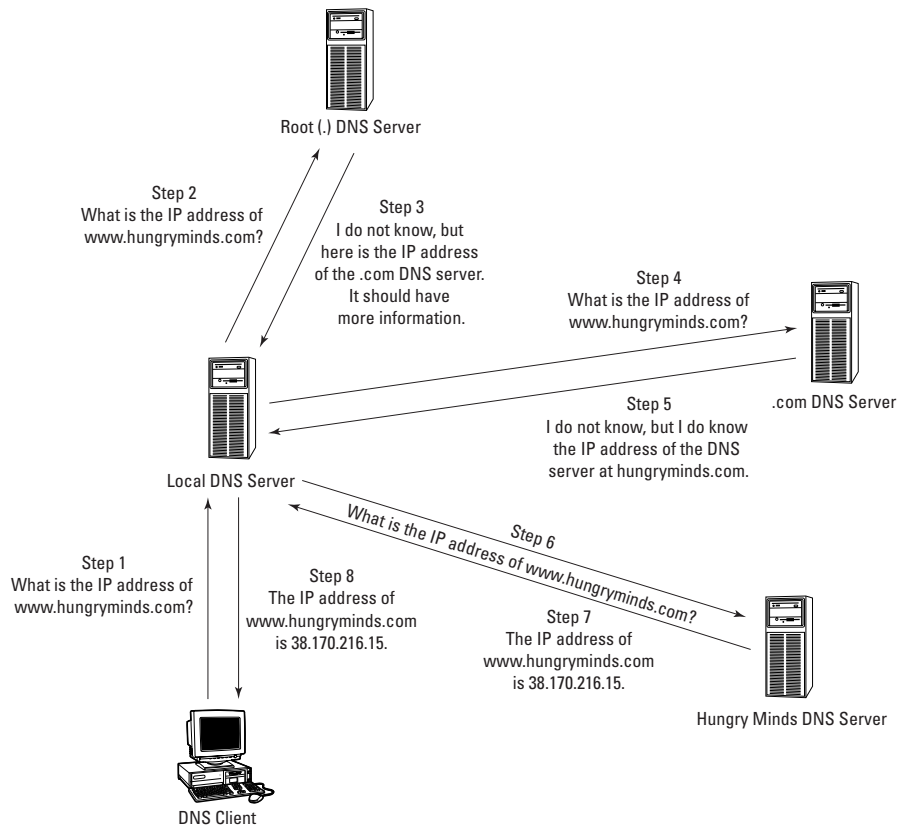 Root (.) DNS Server
Step 2
What is the IP address of
www.hungryminds.com?
Step 3
I do not know, but
here is the IP address
of the .com DNS server.
It should have
more information.
Step 4
What is the IP address of
www.hungryminds.com?
.com DNS Server
Step 5
I do not know, but I do know
the IP address of the DNS
server at hungryminds.com.
Local DNS Server
Step 6
What is the IP address of www.hungryminds.com?
Step 1
What is the IP address of
www.hungryminds.com?
Step 8
The IP address of
www.hungryminds.com
is 38.170.216.15.
Step 7
The IP address of
www.hungryminds.com
is 38.170.216.15.
Hungry Minds DNS Server
DNS Client